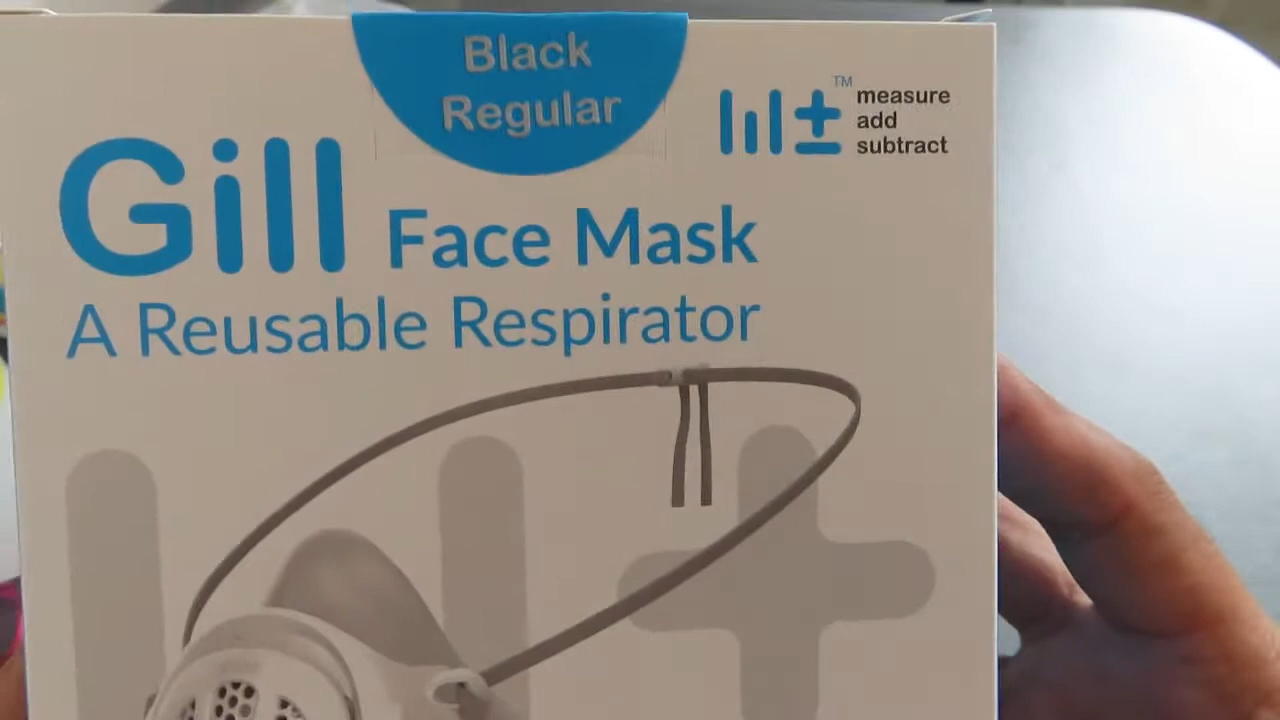 Black
Regular
TM
measure
add
subtract
Gill Face Mask
A Reusable Respirator